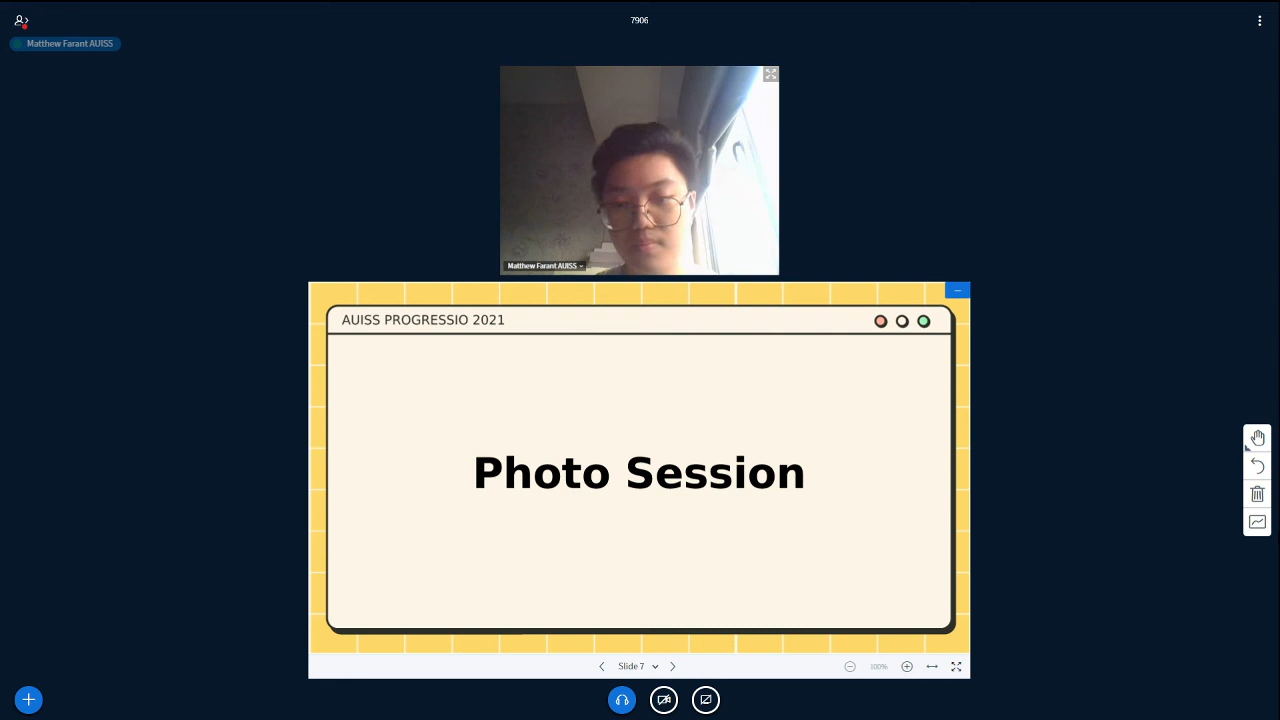 7906
Matthew Farant AUISS
Matthew Farant AUISS
AUISS PROGRESSIO 2021
Photo Session
Slide 7
100%